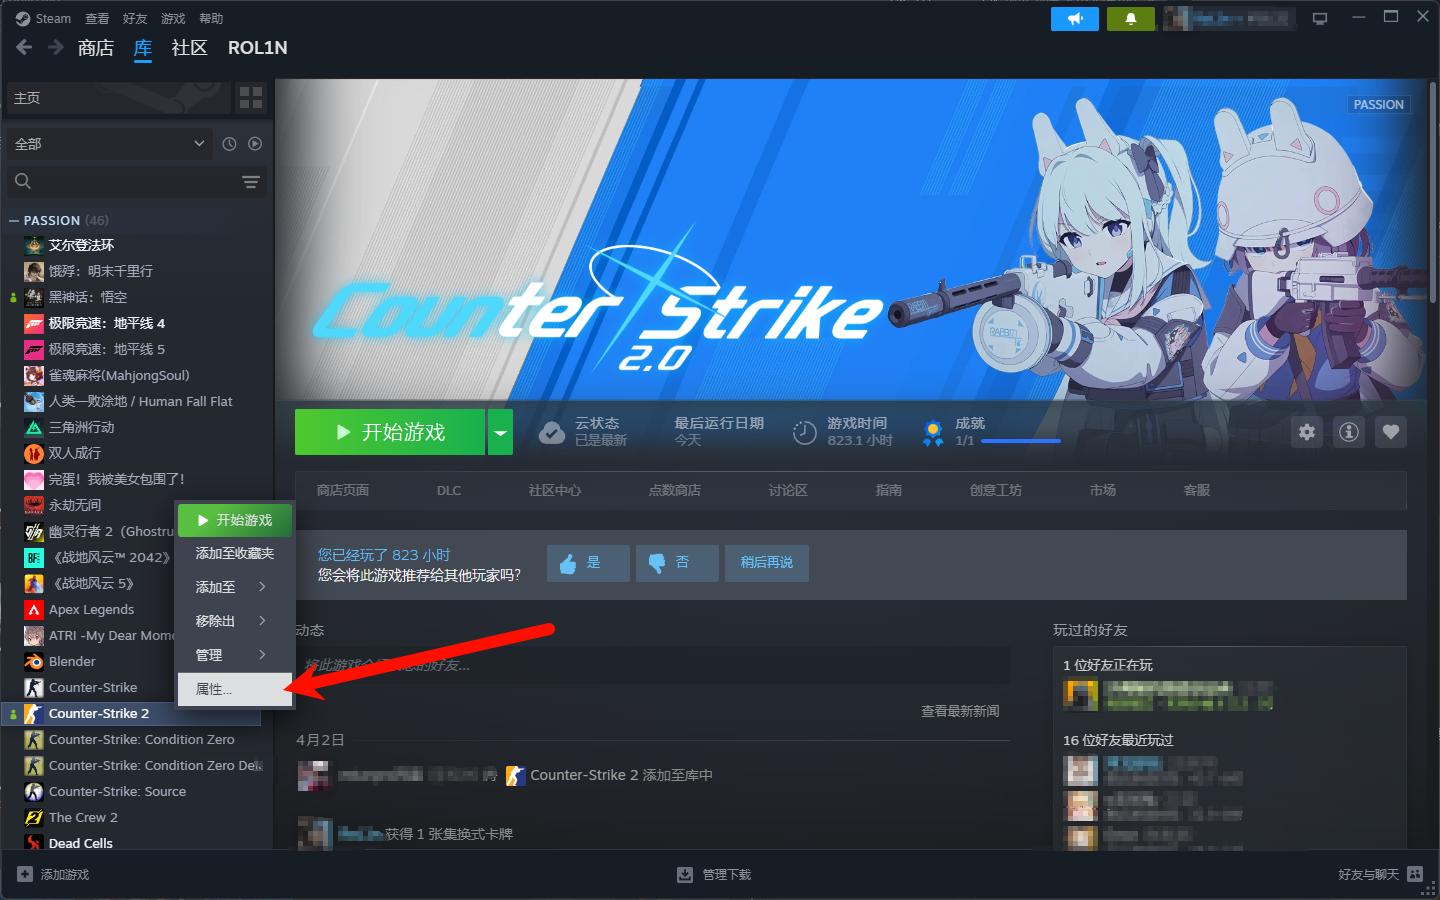 Steam 查看 好友 游戏 帮助
商店 库 社区 ROL1N
主页
全部
PASSION (46)
艾尔登法环
饿殍：明末千里行
黑神话：悟空
极限竞速：地平线 4
极限竞速：地平线 5
雀魂麻将(MahjongSoul)
人类一败涂地 / Human Fall Flat
三角洲行动
双人成行
完蛋！我被美女包围了！
永劫无间
幽灵行者 2（Ghostru
《战地风云™ 2042》
《战地风云 5》
Apex Legends
ATRI -My Dear Mome
Blender
Counter-Strike
Counter-Strike 2
Counter-Strike: Condition Zero
Counter-Strike: Condition Zero De
Counter-Strike: Source
The Crew 2
Dead Cells
开始游戏
添加至收藏夹
添加至
移除出
管理
属性...
PASSION
Counter Strike
2.0
RABBIT
开始游戏
云状态
已是最新
最后运行日期
今天
游戏时间
823.1 小时
成就
1/1
商店页面 DLC 社区中心 点数商店 讨论区 指南 创意工坊 市场 客服
您已经玩了 823 小时
您会将此游戏推荐给其他玩家吗？
是 否 稍后再说
动态
将此游戏 的好友...
查看最新新闻
4月2日
Counter-Strike 2 添加至库中
获得 1 张集换式卡牌
玩过的好友
1 位好友正在玩
16 位好友最近玩过
添加游戏 管理下载 好友与聊天